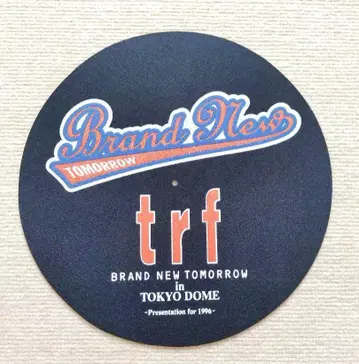 Brand New
TOMORROW
trf
BRAND NEW TOMORROW
in
TOKYO DOME
-Presentation for 1996-